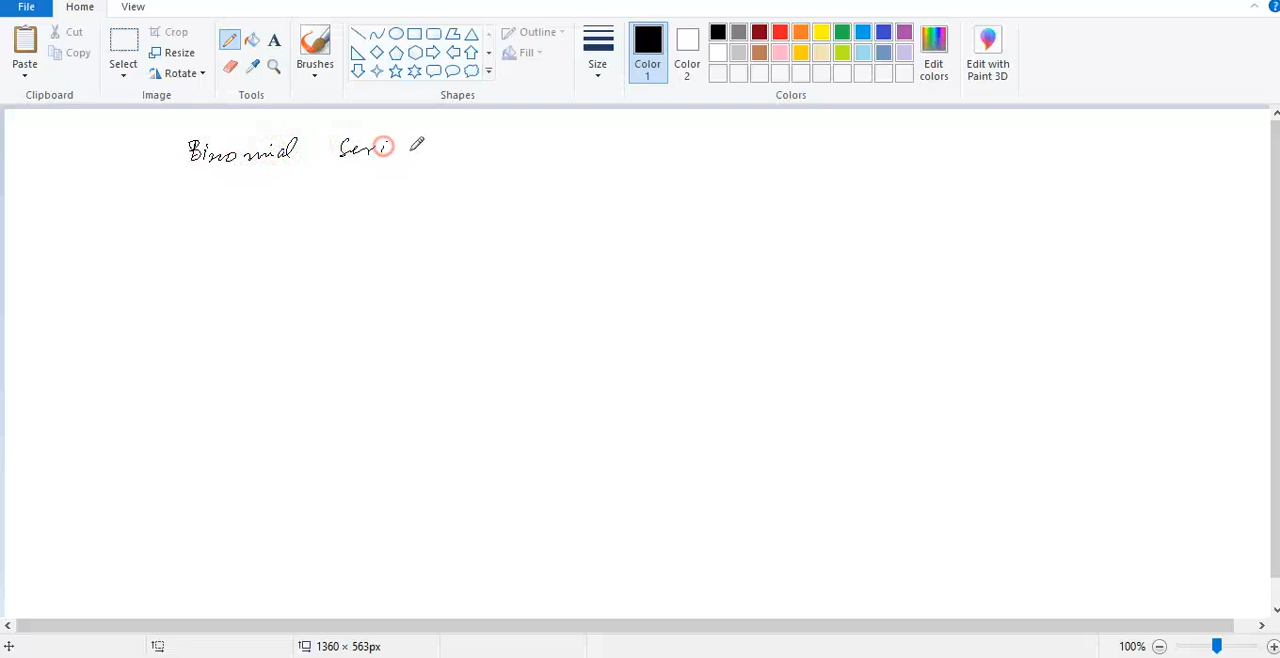 File Home View
Paste Cut Copy Clipboard
Select Crop Resize Rotate Image
Tools
Brushes
Outline Fill Shapes
Size
Color 1 Color 2 Edit colors Colors
Edit with Paint 3D
Binomial Seri
1360 × 563px 100%